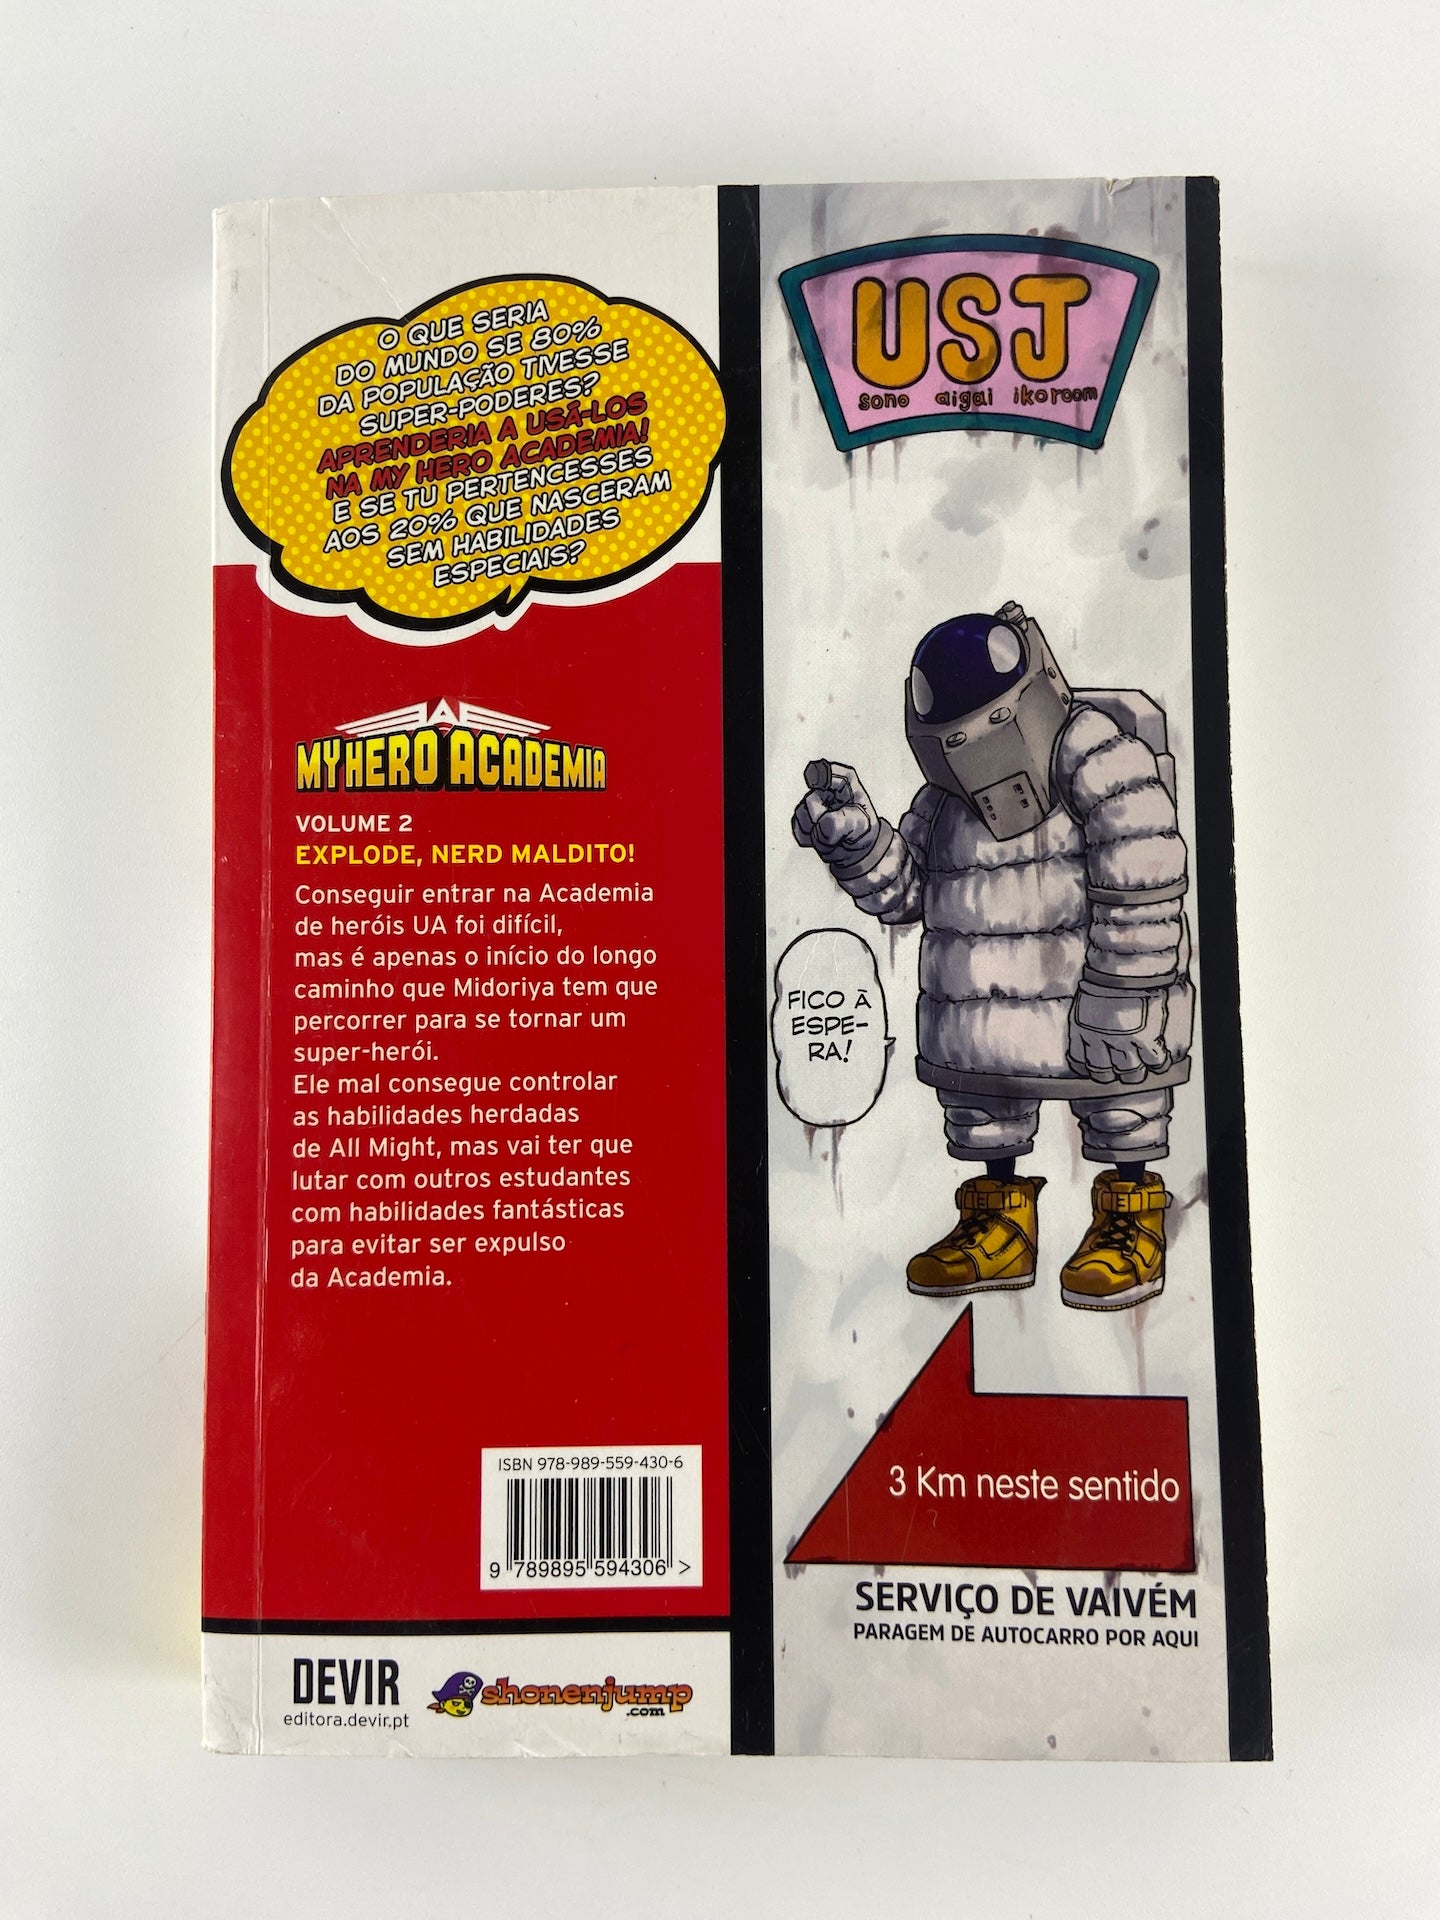 O QUE SERIA
DO MUNDO SE 80%
DA POPULAÇÃO TIVESSE
SUPER-PODERES?
APRENDERIA A USÁ-LOS
NA MY HERO ACADEMIA!
E SE TU PERTENCESSES
AOS 20% QUE NASCERAM
SEM HABILIDADES
ESPECIAIS?
MY HERO ACADEMIA
VOLUME 2
EXPLODE, NERD MALDITO!
Conseguir entrar na Academia
de heróis UA foi difícil,
mas é apenas o início do longo
caminho que Midoriya tem que
percorrer para se tornar um
super-herói.
Ele mal consegue controlar
as habilidades herdadas
de All Might, mas vai ter que
lutar com outros estudantes
com habilidades fantásticas
para evitar ser expulso
da Academia.
ISBN 978-989-559-430-6
9 789895 594306 >
DEVIR
editora.devir.pt
shonenjump
.com
USJ
sono aigai ikoroom
FICO À
ESPE-
RA!
3 Km neste sentido
SERVIÇO DE VAIVÉM
PARAGEM DE AUTOCARRO POR AQUI